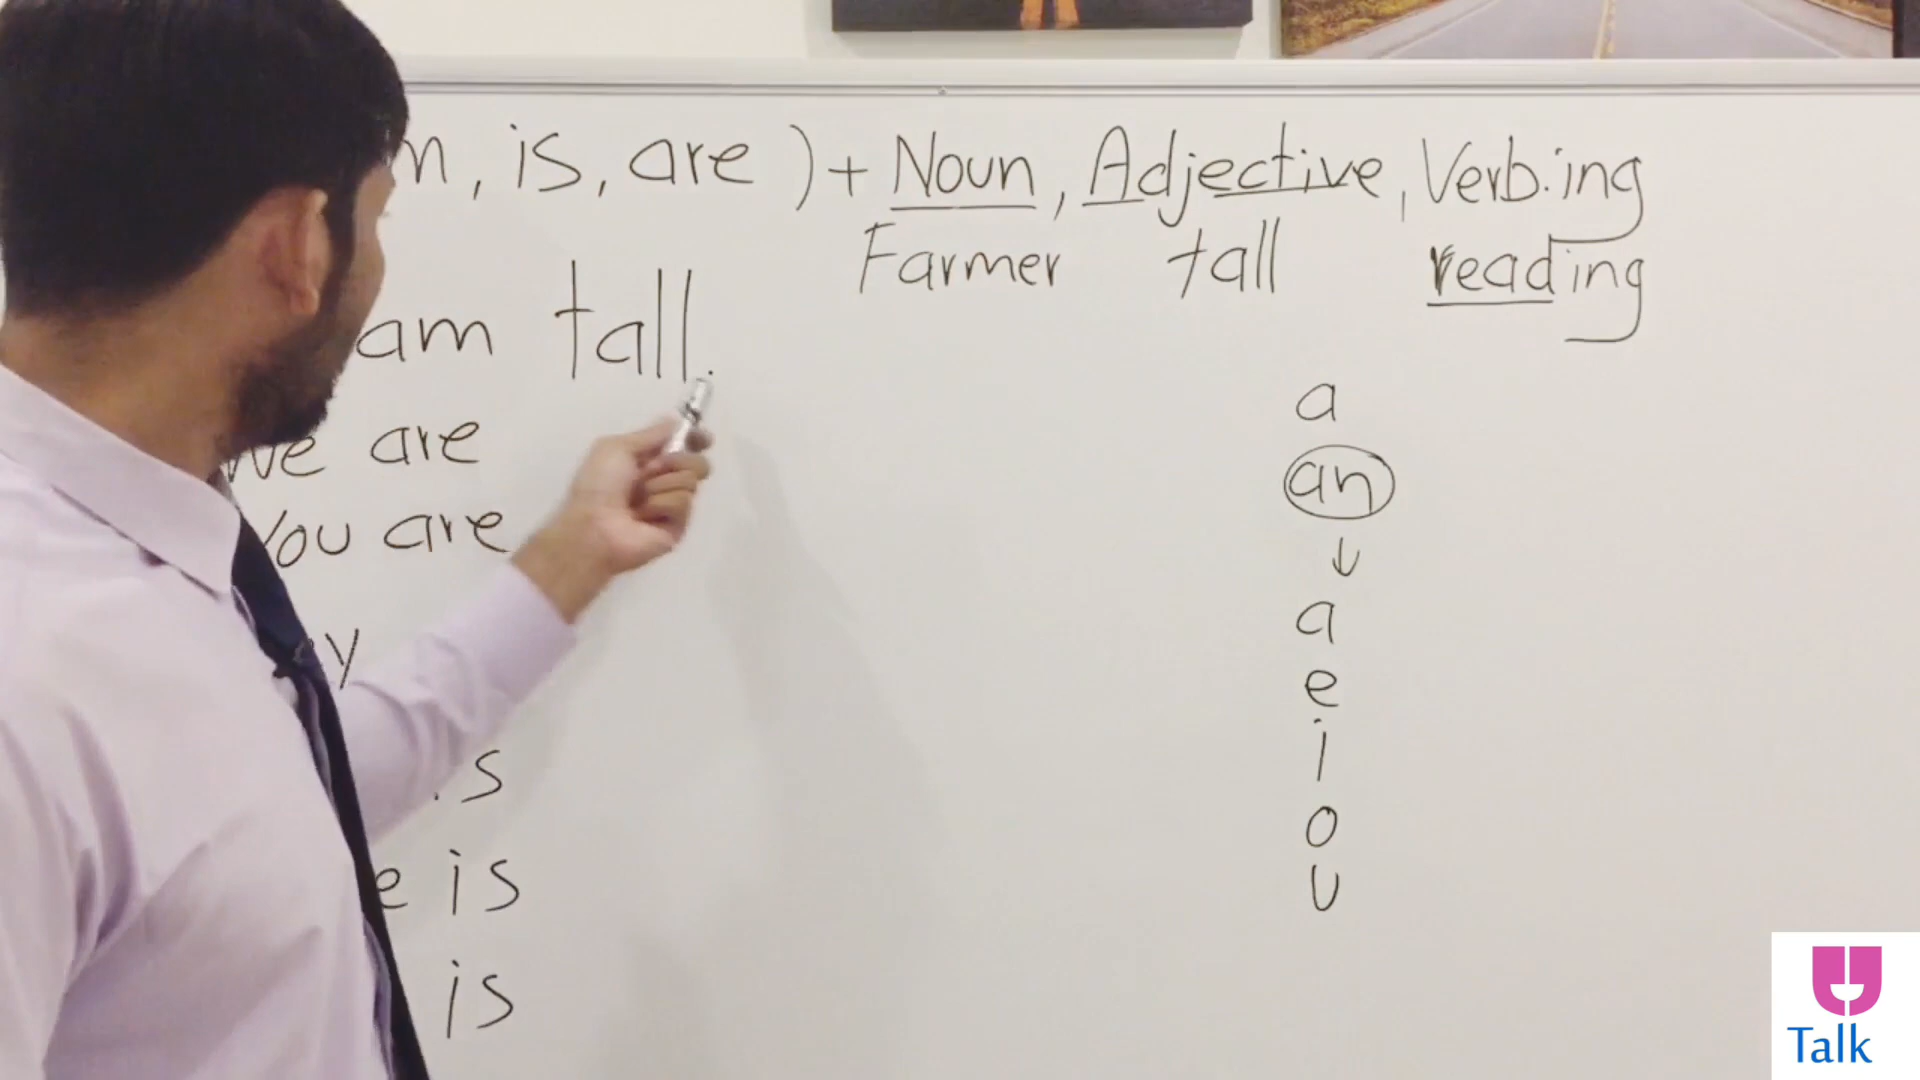 , is, are ) + Noun, Adjective, Verb.ing
Farmer tall reading
am tall.
We are
You are
y
s
e is
is
a
an
↓
a
e
i
o
u
Talk